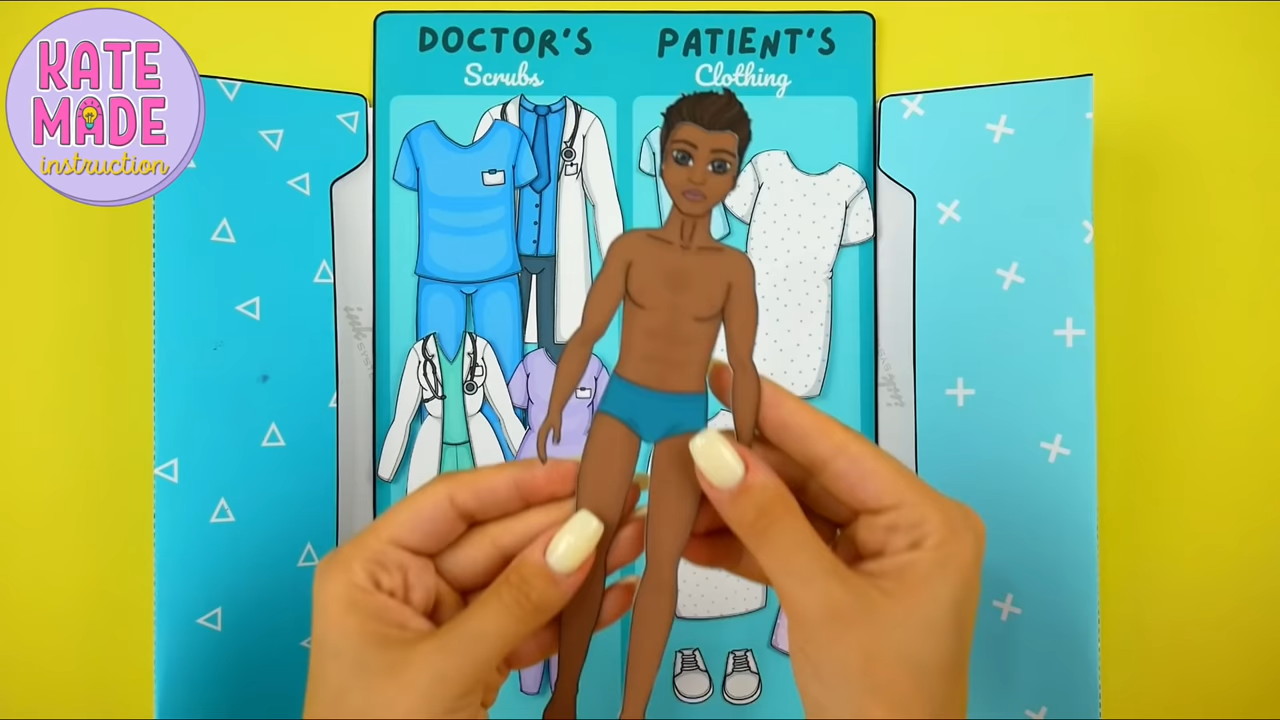 KATE
MADE
instruction
DOCTOR'S
Scrubs
PATIENT'S
Clothing